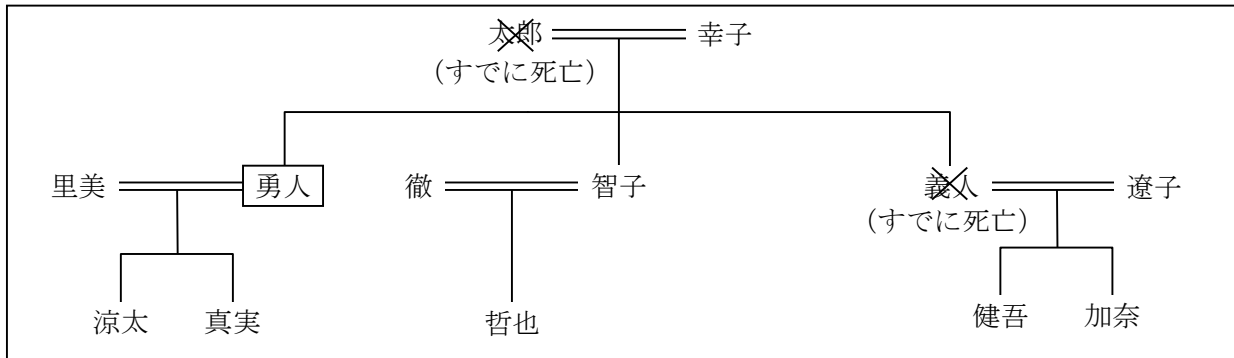 太郎 幸子
(すでに死亡)
里美 勇人 徹 智子 義人 遼子
(すでに死亡)
涼太 真実 哲也 健吾 加奈